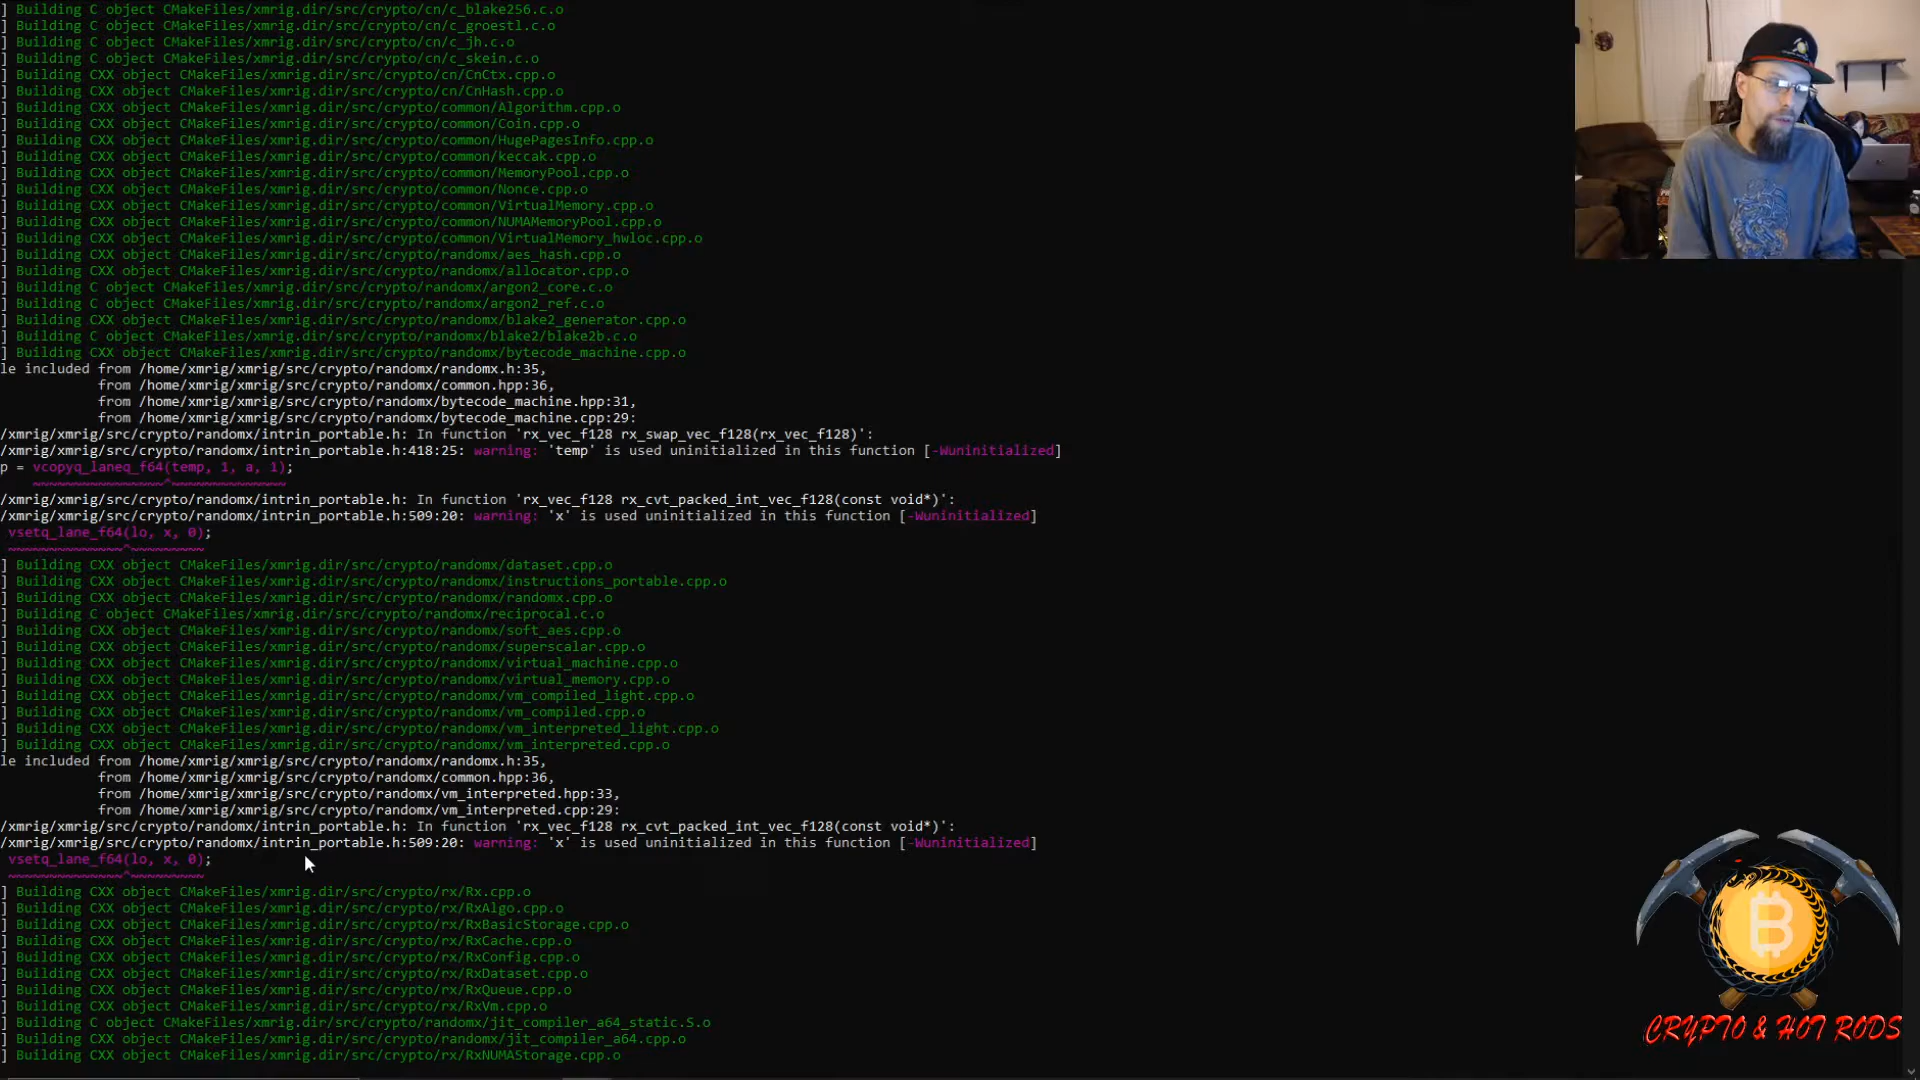 ] Building C object CMakeFiles/xmrig.dir/src/crypto/cn/c_blake256.c.o
] Building C object CMakeFiles/xmrig.dir/src/crypto/cn/c_groestl.c.o
] Building C object CMakeFiles/xmrig.dir/src/crypto/cn/c_jh.c.o
] Building C object CMakeFiles/xmrig.dir/src/crypto/cn/c_skein.c.o
] Building CXX object CMakeFiles/xmrig.dir/src/crypto/cn/CnCtx.cpp.o
] Building CXX object CMakeFiles/xmrig.dir/src/crypto/cn/CnHash.cpp.o
] Building CXX object CMakeFiles/xmrig.dir/src/crypto/common/Algorithm.cpp.o
] Building CXX object CMakeFiles/xmrig.dir/src/crypto/common/Coin.cpp.o
] Building CXX object CMakeFiles/xmrig.dir/src/crypto/common/HugePagesInfo.cpp.o
] Building CXX object CMakeFiles/xmrig.dir/src/crypto/common/keccak.cpp.o
] Building CXX object CMakeFiles/xmrig.dir/src/crypto/common/MemoryPool.cpp.o
] Building CXX object CMakeFiles/xmrig.dir/src/crypto/common/Nonce.cpp.o
] Building CXX object CMakeFiles/xmrig.dir/src/crypto/common/VirtualMemory.cpp.o
] Building CXX object CMakeFiles/xmrig.dir/src/crypto/common/NUMAMemoryPool.cpp.o
] Building CXX object CMakeFiles/xmrig.dir/src/crypto/common/VirtualMemory_hwloc.cpp.o
] Building CXX object CMakeFiles/xmrig.dir/src/crypto/randomx/aes_hash.cpp.o
] Building CXX object CMakeFiles/xmrig.dir/src/crypto/randomx/allocator.cpp.o
] Building C object CMakeFiles/xmrig.dir/src/crypto/randomx/argon2_core.c.o
] Building C object CMakeFiles/xmrig.dir/src/crypto/randomx/argon2_ref.c.o
] Building CXX object CMakeFiles/xmrig.dir/src/crypto/randomx/blake2_generator.cpp.o
] Building C object CMakeFiles/xmrig.dir/src/crypto/randomx/blake2/blake2b.c.o
] Building CXX object CMakeFiles/xmrig.dir/src/crypto/randomx/bytecode_machine.cpp.o
le included from /home/xmrig/xmrig/src/crypto/randomx/randomx.h:35,
from /home/xmrig/xmrig/src/crypto/randomx/common.hpp:36,
from /home/xmrig/xmrig/src/crypto/randomx/bytecode_machine.hpp:31,
from /home/xmrig/xmrig/src/crypto/randomx/bytecode_machine.cpp:29:
/xmrig/xmrig/src/crypto/randomx/intrin_portable.h: In function 'rx_vec_f128 rx_swap_vec_f128(rx_vec_f128)':
/xmrig/xmrig/src/crypto/randomx/intrin_portable.h:418:25: warning: 'temp' is used uninitialized in this function [-Wuninitialized]
p = vcopyq_laneq_f64(temp, 1, a, 1);
~~~~~~~~~~~~~~~~^~~~~~~~~~~~~~~
/xmrig/xmrig/src/crypto/randomx/intrin_portable.h: In function 'rx_vec_f128 rx_cvt_packed_int_vec_f128(const void*)':
/xmrig/xmrig/src/crypto/randomx/intrin_portable.h:509:20: warning: 'x' is used uninitialized in this function [-Wuninitialized]
vsetq_lane_f64(lo, x, 0);
~~~~~~~~~~~~~~^~~~~~~~~~
] Building CXX object CMakeFiles/xmrig.dir/src/crypto/randomx/dataset.cpp.o
] Building CXX object CMakeFiles/xmrig.dir/src/crypto/randomx/instructions_portable.cpp.o
] Building CXX object CMakeFiles/xmrig.dir/src/crypto/randomx/randomx.cpp.o
] Building C object CMakeFiles/xmrig.dir/src/crypto/randomx/reciprocal.c.o
] Building CXX object CMakeFiles/xmrig.dir/src/crypto/randomx/soft_aes.cpp.o
] Building CXX object CMakeFiles/xmrig.dir/src/crypto/randomx/superscalar.cpp.o
] Building CXX object CMakeFiles/xmrig.dir/src/crypto/randomx/virtual_machine.cpp.o
] Building CXX object CMakeFiles/xmrig.dir/src/crypto/randomx/virtual_memory.cpp.o
] Building CXX object CMakeFiles/xmrig.dir/src/crypto/randomx/vm_compiled_light.cpp.o
] Building CXX object CMakeFiles/xmrig.dir/src/crypto/randomx/vm_compiled.cpp.o
] Building CXX object CMakeFiles/xmrig.dir/src/crypto/randomx/vm_interpreted_light.cpp.o
] Building CXX object CMakeFiles/xmrig.dir/src/crypto/randomx/vm_interpreted.cpp.o
le included from /home/xmrig/xmrig/src/crypto/randomx/randomx.h:35,
from /home/xmrig/xmrig/src/crypto/randomx/common.hpp:36,
from /home/xmrig/xmrig/src/crypto/randomx/vm_interpreted.hpp:33,
from /home/xmrig/xmrig/src/crypto/randomx/vm_interpreted.cpp:29:
/xmrig/xmrig/src/crypto/randomx/intrin_portable.h: In function 'rx_vec_f128 rx_cvt_packed_int_vec_f128(const void*)':
/xmrig/xmrig/src/crypto/randomx/intrin_portable.h:509:20: warning: 'x' is used uninitialized in this function [-Wuninitialized]
vsetq_lane_f64(lo, x, 0);
~~~~~~~~~~~~~~^~~~~~~~~~
] Building CXX object CMakeFiles/xmrig.dir/src/crypto/rx/Rx.cpp.o
] Building CXX object CMakeFiles/xmrig.dir/src/crypto/rx/RxAlgo.cpp.o
] Building CXX object CMakeFiles/xmrig.dir/src/crypto/rx/RxBasicStorage.cpp.o
] Building CXX object CMakeFiles/xmrig.dir/src/crypto/rx/RxCache.cpp.o
] Building CXX object CMakeFiles/xmrig.dir/src/crypto/rx/RxConfig.cpp.o
] Building CXX object CMakeFiles/xmrig.dir/src/crypto/rx/RxDataset.cpp.o
] Building CXX object CMakeFiles/xmrig.dir/src/crypto/rx/RxQueue.cpp.o
] Building CXX object CMakeFiles/xmrig.dir/src/crypto/rx/RxVm.cpp.o
] Building C object CMakeFiles/xmrig.dir/src/crypto/randomx/jit_compiler_a64_static.S.o
] Building CXX object CMakeFiles/xmrig.dir/src/crypto/randomx/jit_compiler_a64.cpp.o
] Building CXX object CMakeFiles/xmrig.dir/src/crypto/rx/RxNUMAStorage.cpp.o
CRYPTO & HOT RODS